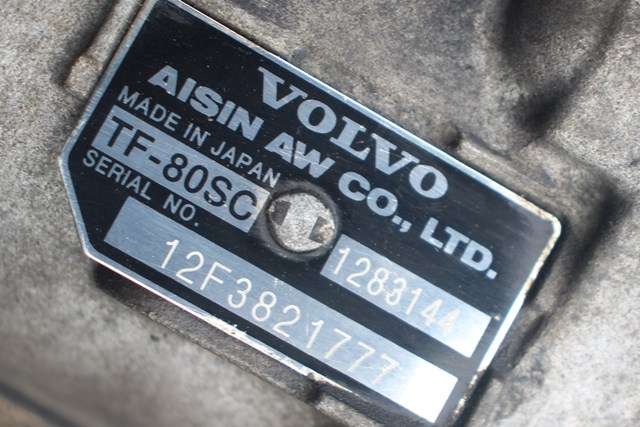 VOLVO
AISIN AW CO., LTD.
MADE IN JAPAN
TF-80SC 1283144
SERIAL NO.
12F3821777